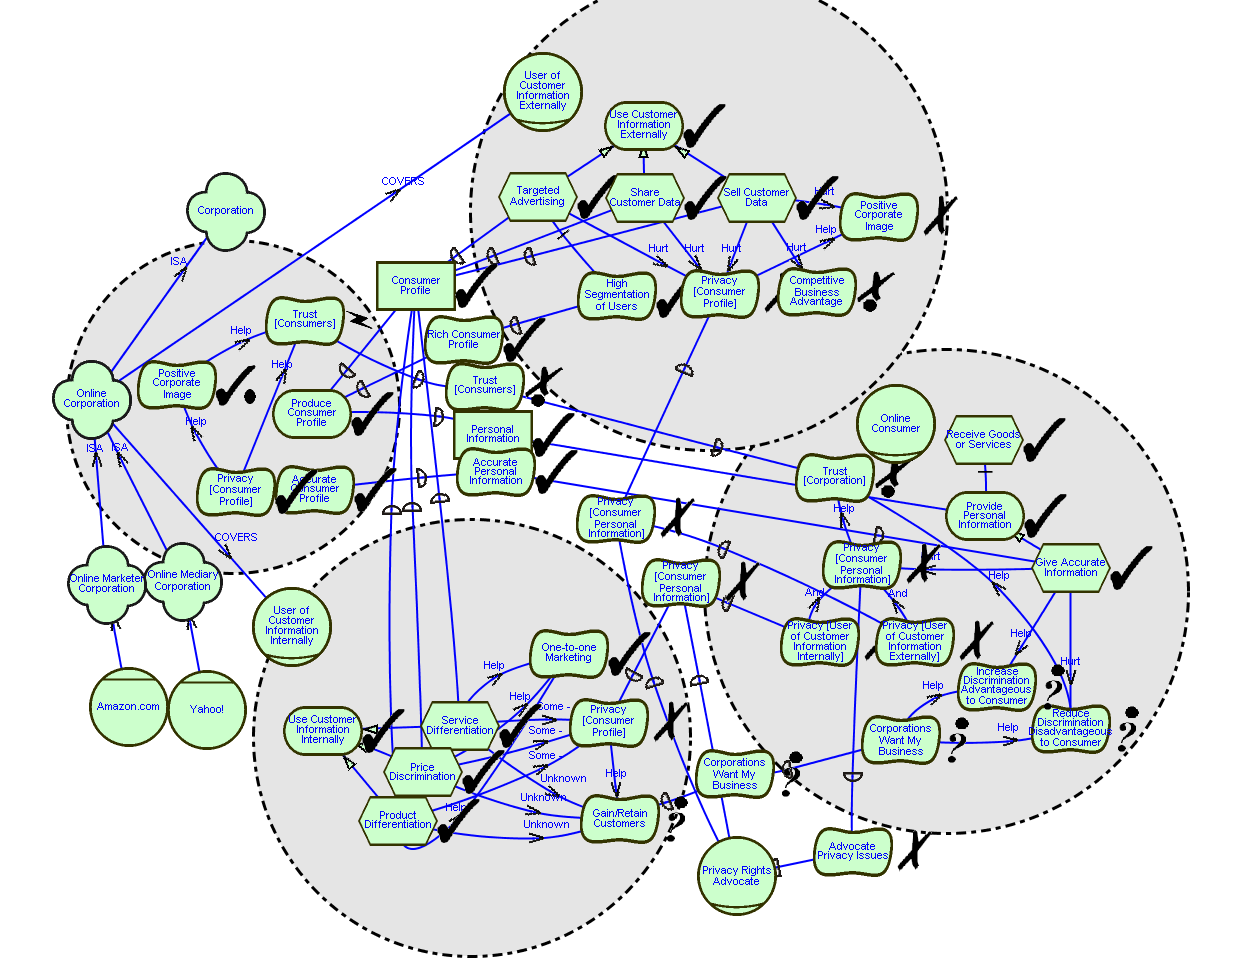 User of
Customer
Information
Externally
Use Customer
Information
Externally
COVERS
Corporation
Targeted
Advertising
Share
Customer Data
Sell Customer
Data
Hurt
Positive
Corporate
Image
Help
Hurt
Hurt
Hurt
Hurt
ISA
Consumer
Profile
High
Segmentation
of Users
Privacy
[Consumer
Profile]
Competitive
Business
Advantage
Trust
[Consumers]
Help
Rich Consumer
Profile
Help
Positive
Corporate
Image
Trust
[Consumers]
Online
Corporation
Produce
Consumer
Profile
Help
Personal
Information
Online
Consumer
Receive Goods
or Services
ISA
ISA
Privacy
[Consumer
Profile]
Accurate
Consumer
Profile
Accurate
Personal
Information
Trust
[Corporation]
Help
Provide
Personal
Information
Privacy
[Consumer
Personal
Information]
COVERS
Online Marketer
Corporation
Online Mediary
Corporation
Privacy
[Consumer
Personal
Information]
Privacy
[Consumer
Personal
Information]
Give Accurate
Information
Help
And
And
User of
Customer
Information
Internally
Privacy [User
of Customer
Information
Internally]
Privacy [User
of Customer
Information
Externally]
Help
Hurt
One-to-one
Marketing
Help
Increase
Discrimination
Advantageous
to Consumer
Help
Amazon.com
Yahoo!
Help
Some -
Use Customer
Information
Internally
Service
Differentiation
Privacy
[Consumer
Profile]
Some -
Some -
Corporations
Want My
Business
Help
Reduce
Discrimination
Disadvantageous
to Consumer
Price
Discrimination
Unknown
Help
Corporations
Want My
Business
Unknown
Help
Product
Differentiation
Unknown
Gain/Retain
Customers
Advocate
Privacy Issues
Privacy Rights
Advocate